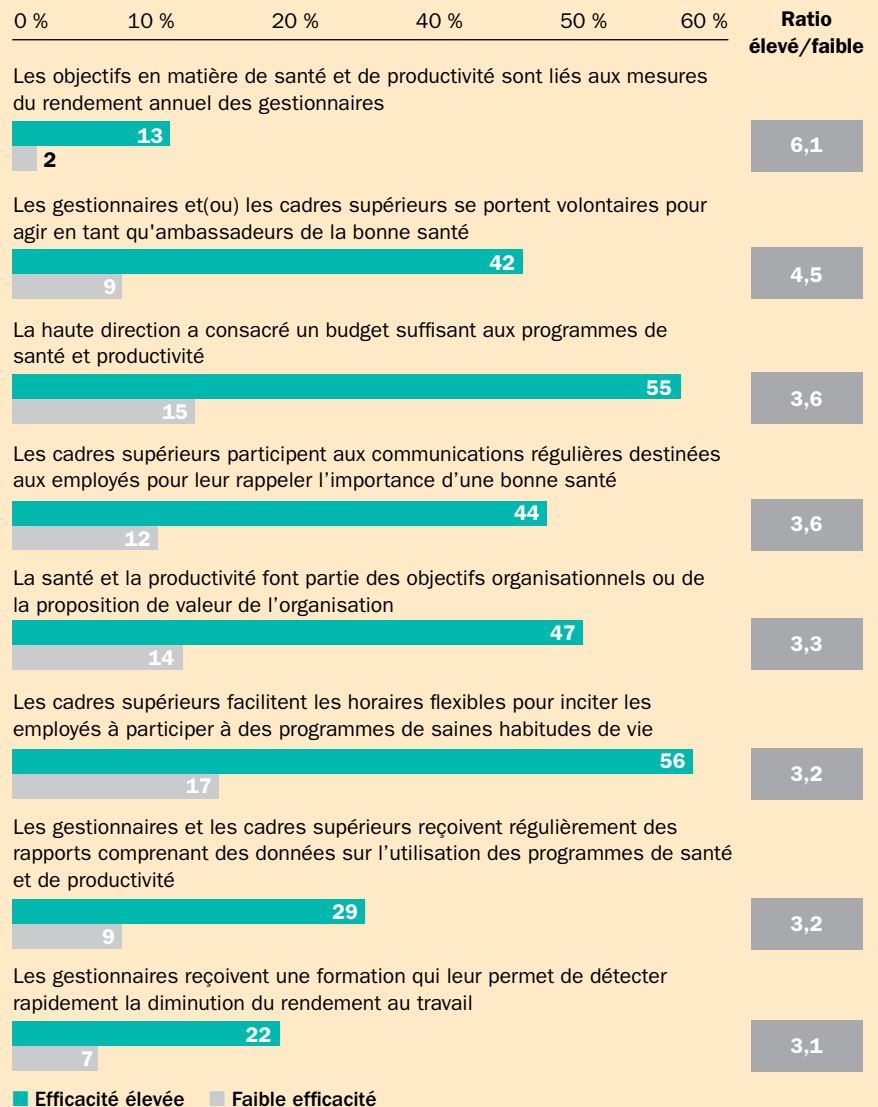 0 % 10 % 20 % 40 % 50 % 60 % Ratio
élevé/faible
Les objectifs en matière de santé et de productivité sont liés aux mesures
du rendement annuel des gestionnaires
13
2
6,1
Les gestionnaires et(ou) les cadres supérieurs se portent volontaires pour
agir en tant qu'ambassadeurs de la bonne santé
42
9
4,5
La haute direction a consacré un budget suffisant aux programmes de
santé et productivité
55
15
3,6
Les cadres supérieurs participent aux communications régulières destinées
aux employés pour leur rappeler l’importance d’une bonne santé
44
12
3,6
La santé et la productivité font partie des objectifs organisationnels ou de
la proposition de valeur de l’organisation
47
14
3,3
Les cadres supérieurs facilitent les horaires flexibles pour inciter les
employés à participer à des programmes de saines habitudes de vie
56
17
3,2
Les gestionnaires et les cadres supérieurs reçoivent régulièrement des
rapports comprenant des données sur l’utilisation des programmes de santé
et de productivité
29
9
3,2
Les gestionnaires reçoivent une formation qui leur permet de détecter
rapidement la diminution du rendement au travail
22
7
3,1
Efficacité élevée Faible efficacité